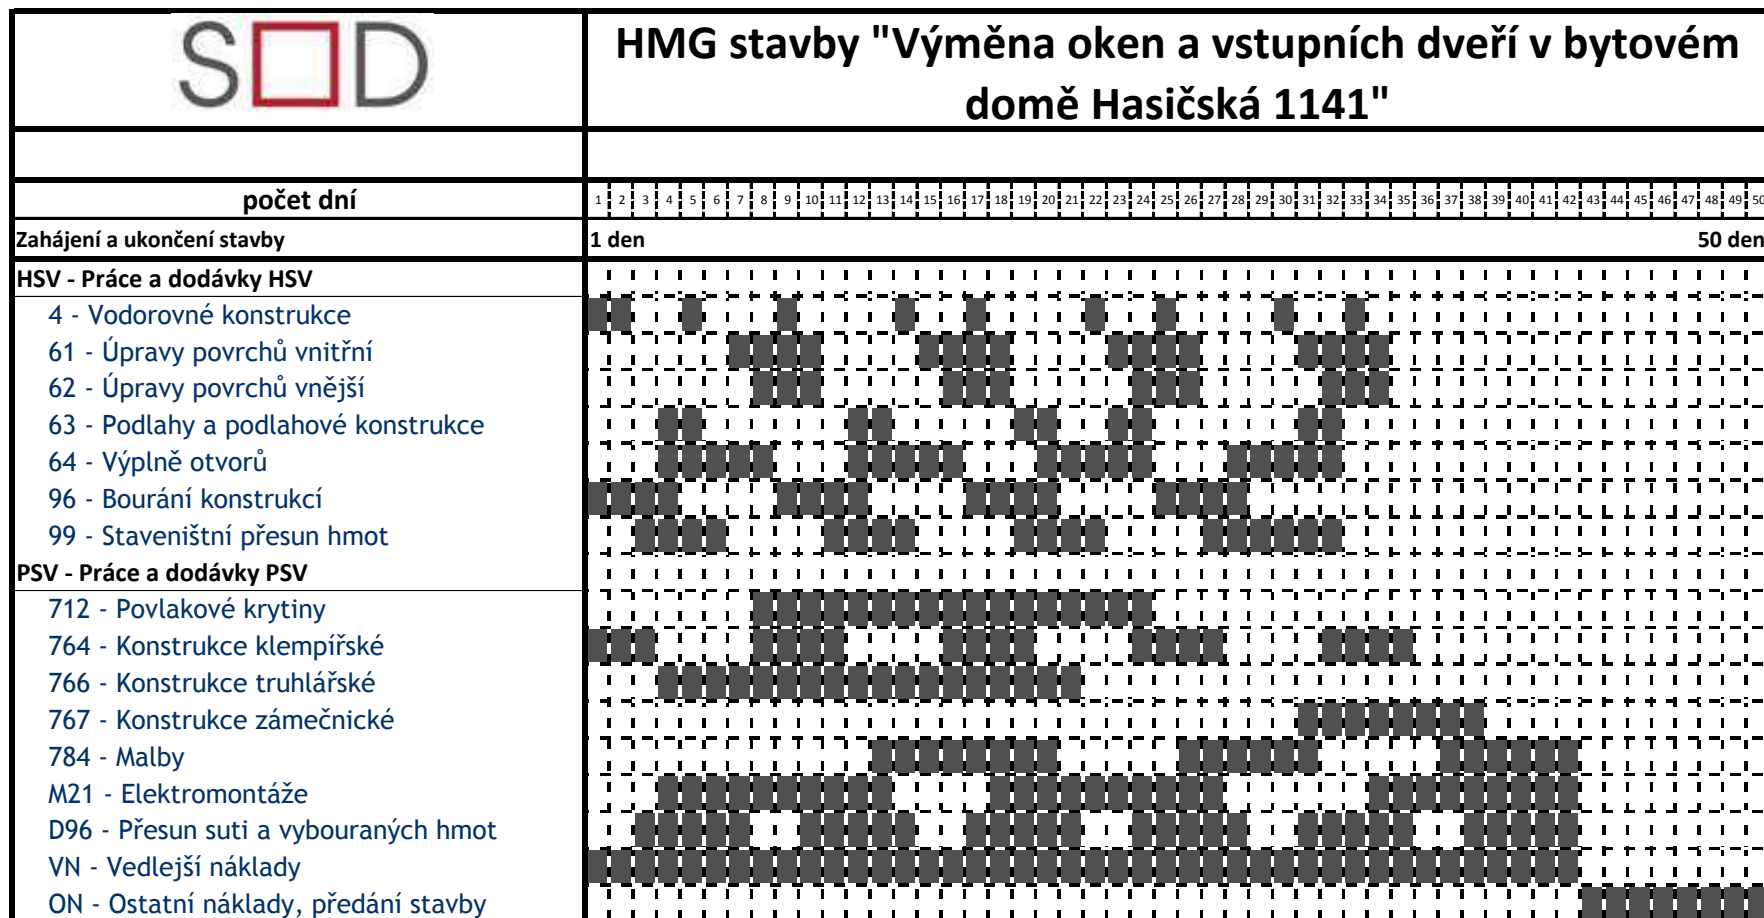 SOD
HMG stavby "Výměna oken a vstupních dveří v bytovém
domě Hasičská 1141"
počet dní 1 2 3 4 5 6 7 8 9 10 11 12 13 14 15 16 17 18 19 20 21 22 23 24 25 26 27 28 29 30 31 32 33 34 35 36 37 38 39 40 41 42 43 44 45 46 47 48 49 50
Zahájení a ukončení stavby 1 den 50 den
HSV - Práce a dodávky HSV
4 - Vodorovné konstrukce
61 - Úpravy povrchů vnitřní
62 - Úpravy povrchů vnější
63 - Podlahy a podlahové konstrukce
64 - Výplně otvorů
96 - Bourání konstrukcí
99 - Staveništní přesun hmot
PSV - Práce a dodávky PSV
712 - Povlakové krytiny
764 - Konstrukce klempířské
766 - Konstrukce truhlářské
767 - Konstrukce zámečnické
784 - Malby
M21 - Elektromontáže
D96 - Přesun suti a vybouraných hmot
VN - Vedlejší náklady
ON - Ostatní náklady, předání stavby